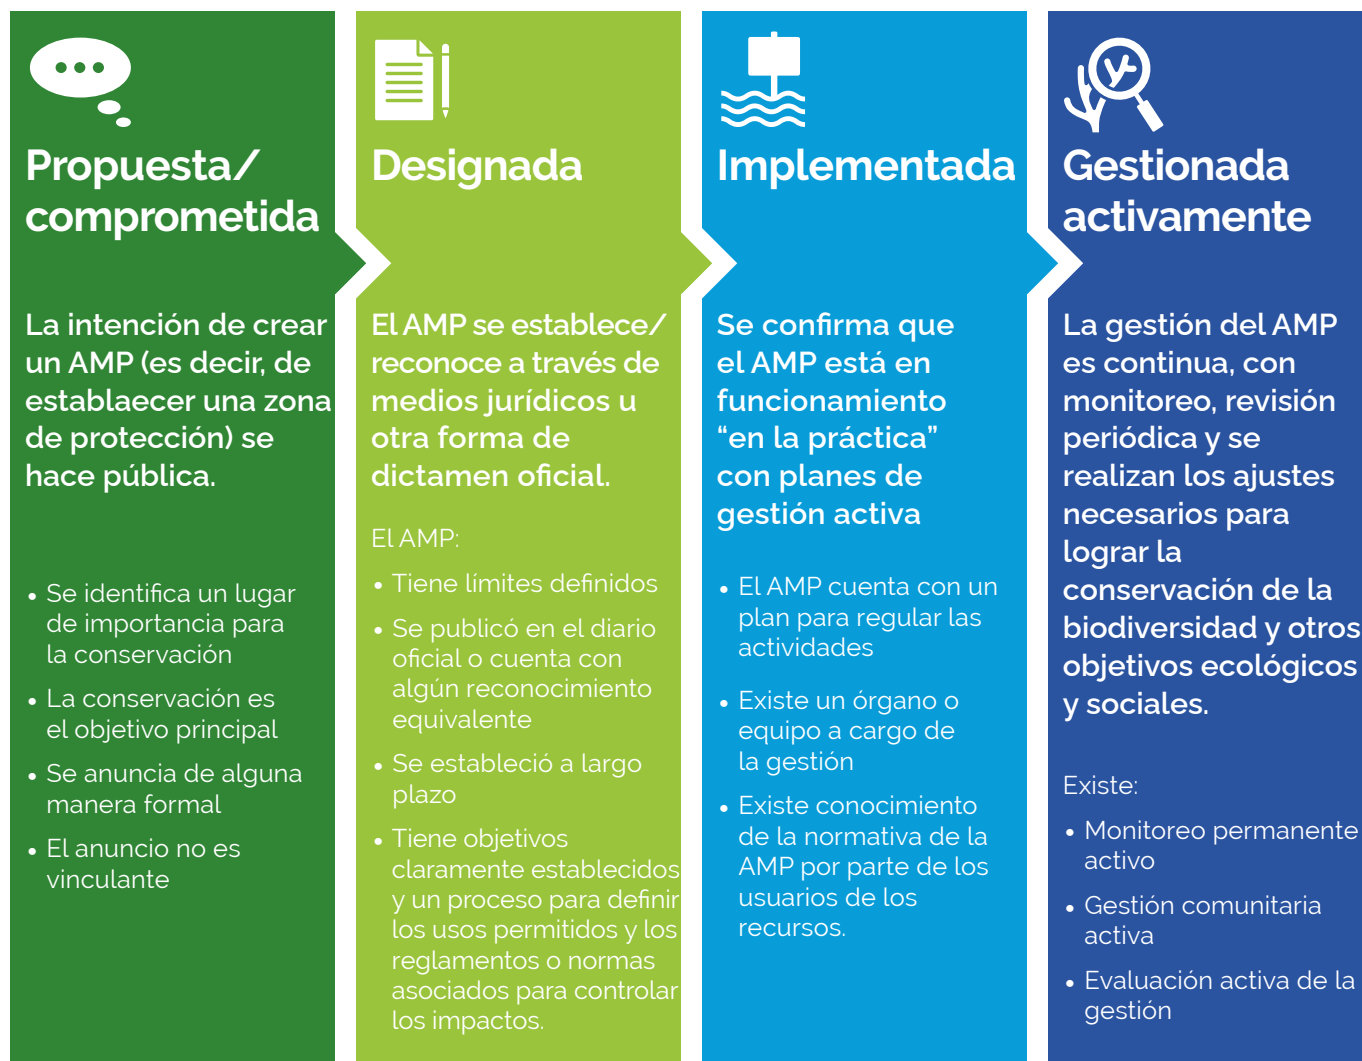 Propuesta/
comprometida
La intención de crear
un AMP (es decir, de
establaecer una zona
de protección) se
hace pública.
• Se identifica un lugar
de importancia para
la conservación
• La conservación es
el objetivo principal
• Se anuncia de alguna
manera formal
• El anuncio no es
vinculante
Designada
El AMP se establece/
reconoce a través de
medios jurídicos u
otra forma de
dictamen oficial.
El AMP:
• Tiene límites definidos
• Se publicó en el diario
oficial o cuenta con
algún reconocimiento
equivalente
• Se estableció a largo
plazo
• Tiene objetivos
claramente establecidos
y un proceso para definir
los usos permitidos y los
reglamentos o normas
asociados para controlar
los impactos.
Implementada
Se confirma que
el AMP está en
funcionamiento
“en la práctica”
con planes de
gestión activa
• El AMP cuenta con un
plan para regular las
actividades
• Existe un órgano o
equipo a cargo de
la gestión
• Existe conocimiento
de la normativa de la
AMP por parte de los
usuarios de los
recursos.
Gestionada
activamente
La gestión del AMP
es continua, con
monitoreo, revisión
periódica y se
realizan los ajustes
necesarios para
lograr la
conservación de la
biodiversidad y otros
objetivos ecológicos
y sociales.
Existe:
• Monitoreo permanente
activo
• Gestión comunitaria
activa
• Evaluación activa de la
gestión